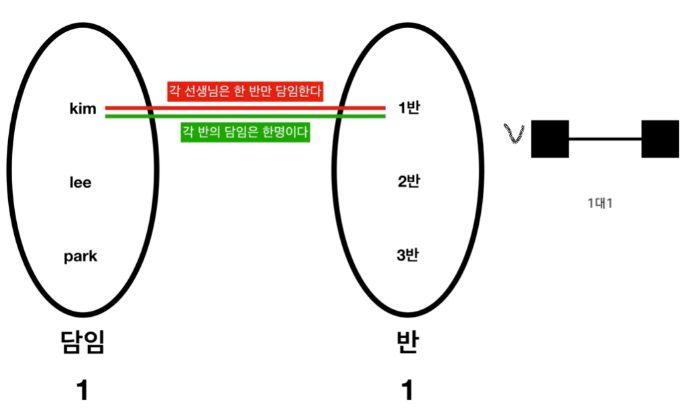 각 선생님은 한 반만 담임한다
kim
1반
각 반의 담임은 한명이다
lee
2반
park
3반
담임
반
1
1
1대1